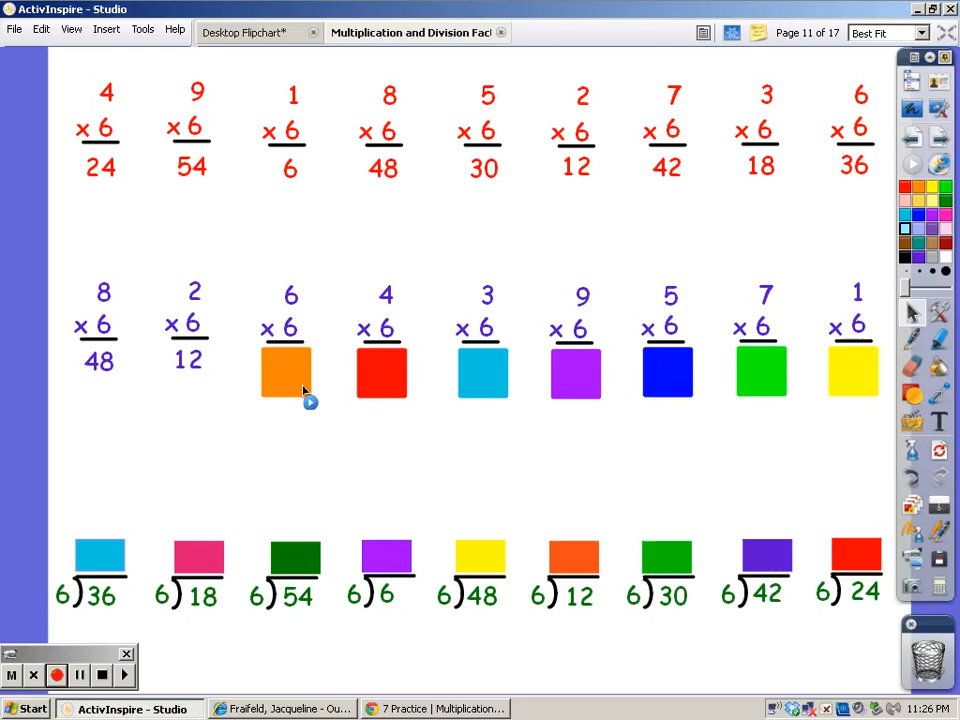 ActivInspire - Studio
File Edit View Insert Tools Help
Desktop Flipchart*
Multiplication and Division Fact
Page 11 of 17
Best Fit
4 9 1 8 5 2 7 3 6
x 6 x 6 x 6 x 6 x 6 x 6 x 6 x 6 x 6
24 54 6 48 30 12 42 18 36
8 2 6 4 3 9 5 7 1
x 6 x 6 x 6 x 6 x 6 x 6 x 6 x 6 x 6
48 12
6)36 6)18 6)54 6)6 6)48 6)12 6)30 6)42 6)24
M
Start
ActivInspire - Studio
Fraifeld, Jacqueline - Ou...
7 Practice | Multiplication...
11:26 PM